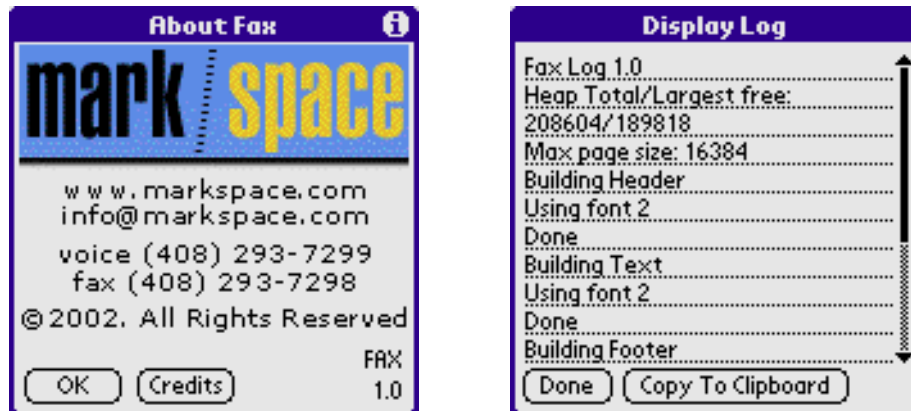 About Fax
mark/space
www.markspace.com
info@markspace.com
voice (408) 293-7299
fax (408) 293-7298
©2002. All Rights Reserved
FAX
OK Credits 1.0
Display Log
Fax Log 1.0
Heap Total/Largest free:
208604/189818
Max page size: 16384
Building Header
Using font 2
Done
Building Text
Using font 2
Done
Building Footer
Done Copy To Clipboard